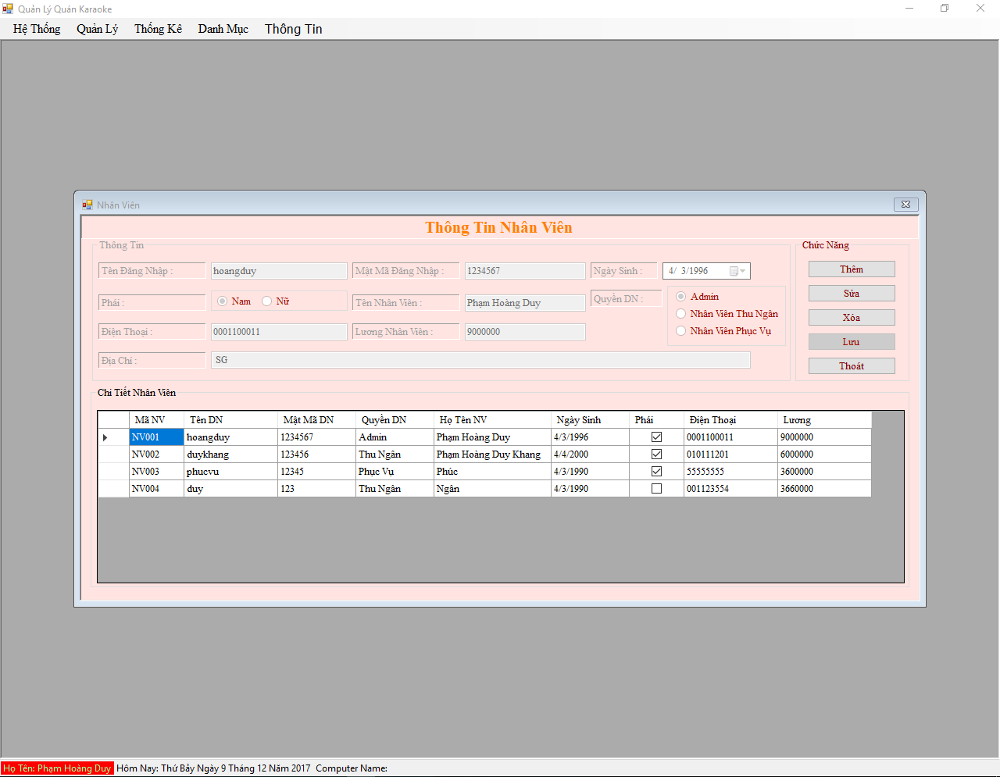 Quản Lý Quán Karaoke
Hệ Thống Quản Lý Thống Kê Danh Mục Thông Tin
Nhân Viên
Thông Tin Nhân Viên
Thông Tin
Tên Đăng Nhập : hoangduy Mật Mã Đăng Nhập : 1234567 Ngày Sinh : 4/ 3/1996
Phái : Nam Nữ Tên Nhân Viên : Phạm Hoàng Duy Quyền DN : Admin
Nhân Viên Thu Ngân
Nhân Viên Phục Vụ
Điện Thoại : 0001100011 Lương Nhân Viên : 9000000
Địa Chỉ : SG
Chức Năng
Thêm
Sửa
Xóa
Lưu
Thoát
Chi Tiết Nhân Viên
Mã NV Tên DN Mật Mã DN Quyền DN Họ Tên NV Ngày Sinh Phái Điện Thoại Lương
NV001 hoangduy 1234567 Admin Phạm Hoàng Duy 4/3/1996 0001100011 9000000
NV002 duykhang 123456 Thu Ngân Phạm Hoàng Duy Khang 4/4/2000 010111201 6000000
NV003 phucvu 12345 Phục Vụ Phúc 4/3/1990 55555555 3600000
NV004 duy 123 Thu Ngân Ngân 4/3/1990 001123554 3660000
Họ Tên: Phạm Hoàng Duy Hôm Nay: Thứ Bảy Ngày 9 Tháng 12 Năm 2017 Computer Name: